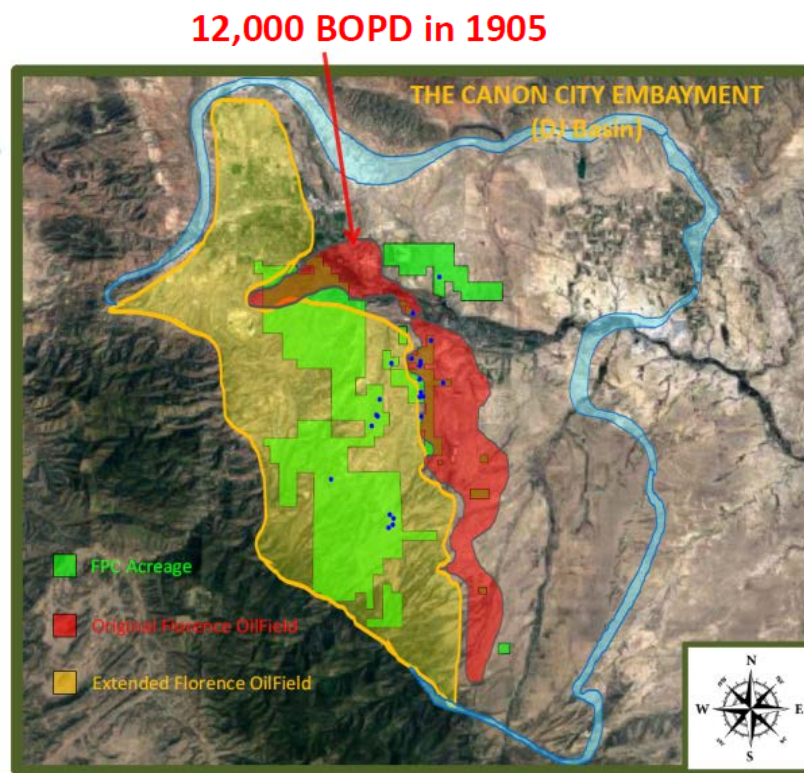 12,000 BOPD in 1905
THE CANON CITY EMBAYMENT
(DJ Basin)
FPC Acreage
Original Florence OilField
Extended Florence OilField
N
W
E
S